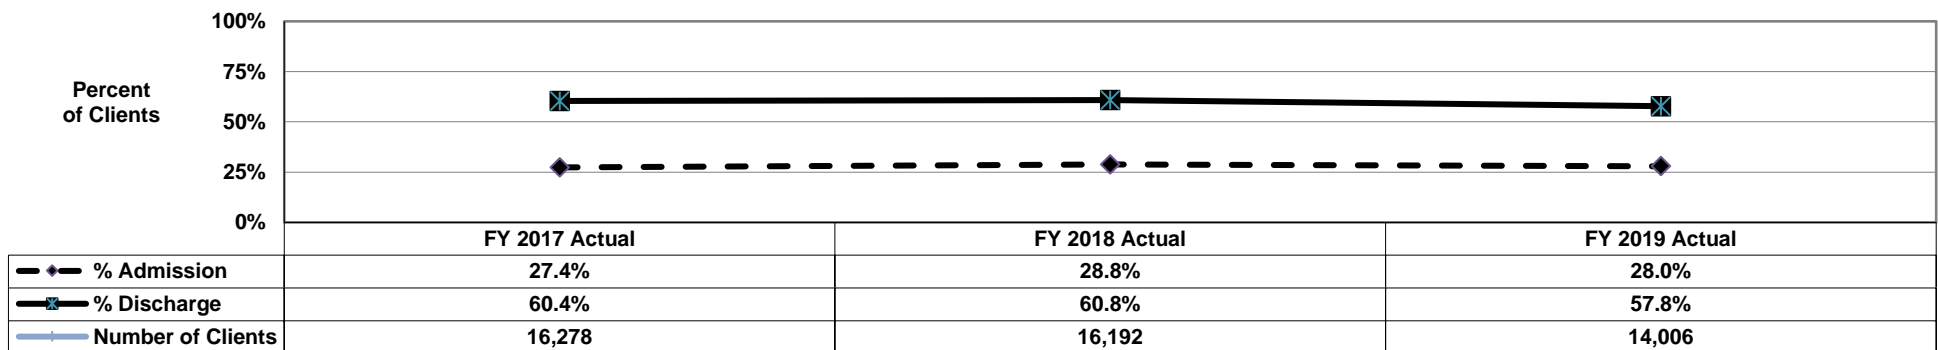 100%
75%
Percent
of Clients
50%
25%
0%
FY 2017 Actual FY 2018 Actual FY 2019 Actual
% Admission 27.4% 28.8% 28.0%
% Discharge 60.4% 60.8% 57.8%
Number of Clients 16,278 16,192 14,006